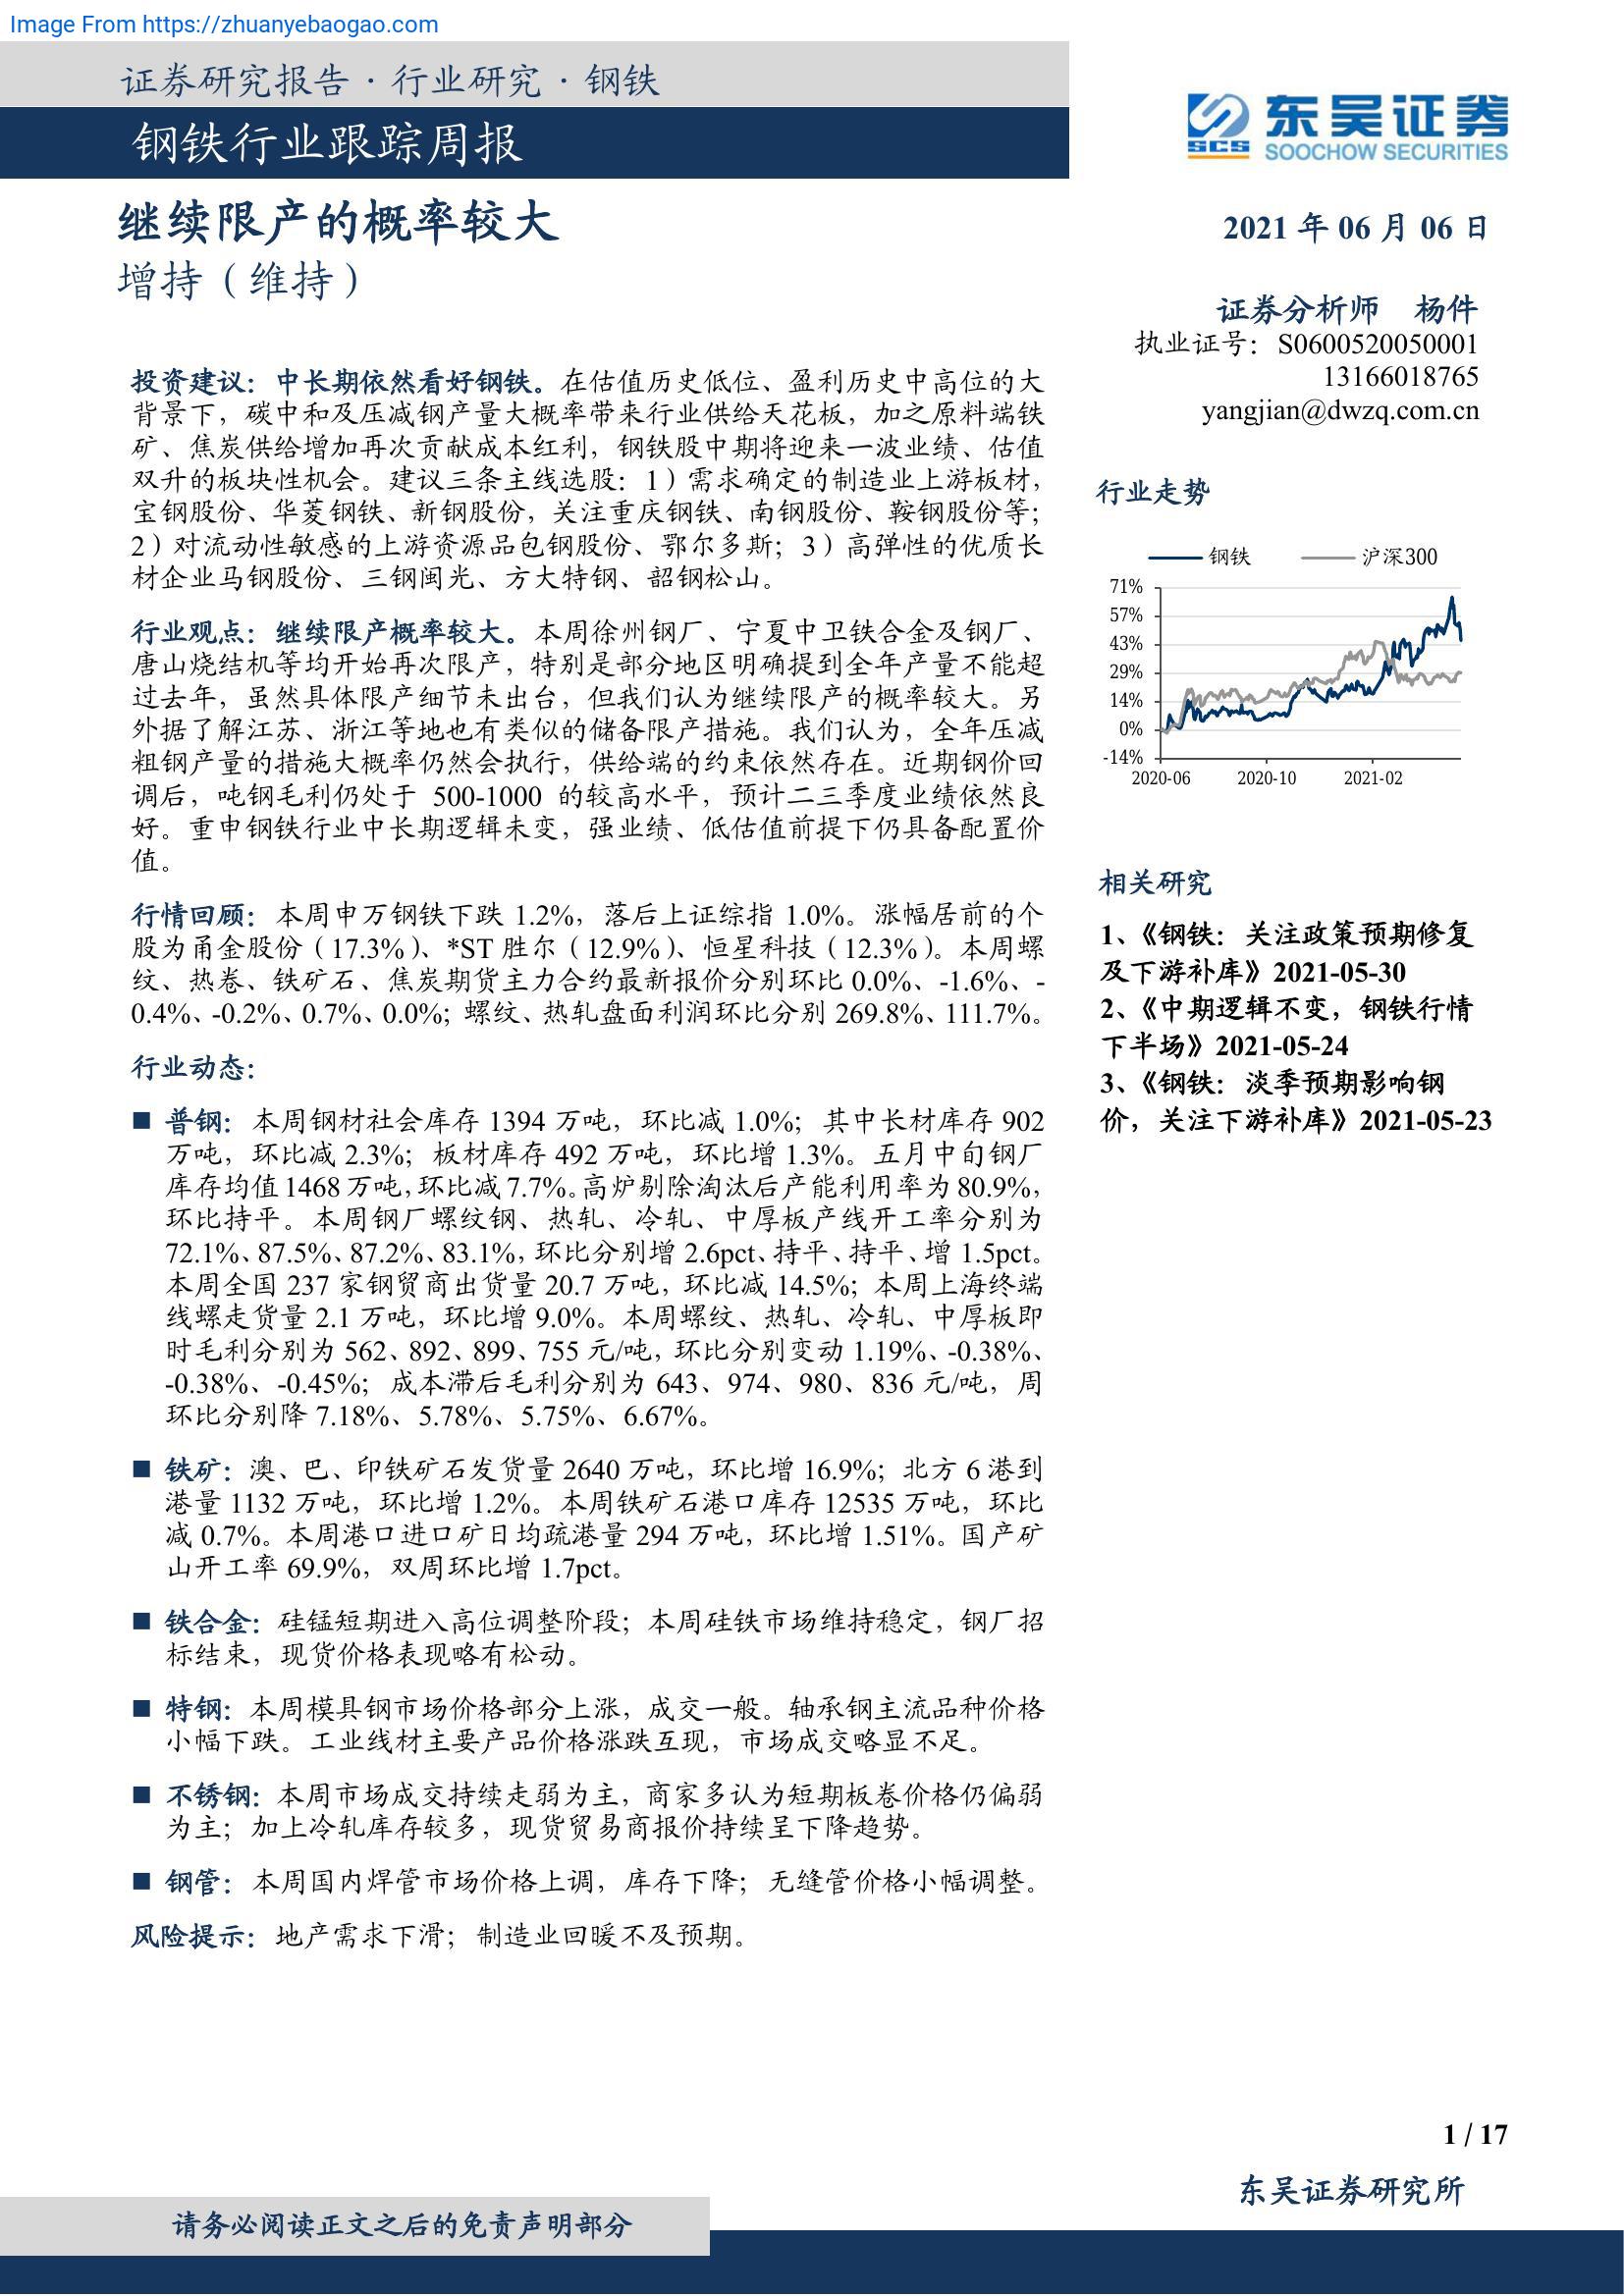 Image From https://zhuanyebaogao.com
证券研究报告·行业研究·钢铁
钢铁行业跟踪周报
东吴证券
SCS
SOOCHOW SECURITIES
继续限产的概率较大
增持（维持）
2021 年 06 月 06 日
证券分析师 杨件
执业证号：S0600520050001
13166018765
yangjian@dwzq.com.cn
投资建议：中长期依然看好钢铁。在估值历史低位、盈利历史中高位的大
背景下，碳中和及压减钢产量大概率带来行业供给天花板，加之原料端铁
矿、焦炭供给增加再次贡献成本红利，钢铁股中期将迎来一波业绩、估值
双升的板块性机会。建议三条主线选股：1）需求确定的制造业上游板材，
宝钢股份、华菱钢铁、新钢股份，关注重庆钢铁、南钢股份、鞍钢股份等；
2）对流动性敏感的上游资源品包钢股份、鄂尔多斯；3）高弹性的优质长
材企业马钢股份、三钢闽光、方大特钢、韶钢松山。
行业观点：继续限产概率较大。本周徐州钢厂、宁夏中卫铁合金及钢厂、
唐山烧结机等均开始再次限产，特别是部分地区明确提到全年产量不能超
过去年，虽然具体限产细节未出台，但我们认为继续限产的概率较大。另
外据了解江苏、浙江等地也有类似的储备限产措施。我们认为，全年压减
粗钢产量的措施大概率仍然会执行，供给端的约束依然存在。近期钢价回
调后，吨钢毛利仍处于 500-1000 的较高水平，预计二三季度业绩依然良
好。重申钢铁行业中长期逻辑未变，强业绩、低估值前提下仍具备配置价
值。
行情回顾：本周申万钢铁下跌 1.2%，落后上证综指 1.0%。涨幅居前的个
股为甬金股份（17.3%）、*ST 胜尔（12.9%）、恒星科技（12.3%）。本周螺
纹、热卷、铁矿石、焦炭期货主力合约最新报价分别环比 0.0%、-1.6%、-
0.4%、-0.2%、0.7%、0.0%；螺纹、热轧盘面利润环比分别 269.8%、111.7%。
行业动态：
■ 普钢：本周钢材社会库存 1394 万吨，环比减 1.0%；其中长材库存 902
万吨，环比减 2.3%；板材库存 492 万吨，环比增 1.3%。五月中旬钢厂
库存均值 1468 万吨，环比减 7.7%。高炉剔除淘汰后产能利用率为 80.9%，
环比持平。本周钢厂螺纹钢、热轧、冷轧、中厚板产线开工率分别为
72.1%、87.5%、87.2%、83.1%，环比分别增 2.6pct、持平、持平、增 1.5pct。
本周全国 237 家钢贸商出货量 20.7 万吨，环比减 14.5%；本周上海终端
线螺走货量 2.1 万吨，环比增 9.0%。本周螺纹、热轧、冷轧、中厚板即
时毛利分别为 562、892、899、755 元/吨，环比分别变动 1.19%、-0.38%、
-0.38%、-0.45%；成本滞后毛利分别为 643、974、980、836 元/吨，周
环比分别降 7.18%、5.78%、5.75%、6.67%。
■ 铁矿：澳、巴、印铁矿石发货量 2640 万吨，环比增 16.9%；北方 6 港到
港量 1132 万吨，环比增 1.2%。本周铁矿石港口库存 12535 万吨，环比
减 0.7%。本周港口进口矿日均疏港量 294 万吨，环比增 1.51%。国产矿
山开工率 69.9%，双周环比增 1.7pct。
■ 铁合金：硅锰短期进入高位调整阶段；本周硅铁市场维持稳定，钢厂招
标结束，现货价格表现略有松动。
■ 特钢：本周模具钢市场价格部分上涨，成交一般。轴承钢主流品种价格
小幅下跌。工业线材主要产品价格涨跌互现，市场成交略显不足。
■ 不锈钢：本周市场成交持续走弱为主，商家多认为短期板卷价格仍偏弱
为主；加上冷轧库存较多，现货贸易商报价持续呈下降趋势。
■ 钢管：本周国内焊管市场价格上调，库存下降；无缝管价格小幅调整。
风险提示：地产需求下滑；制造业回暖不及预期。
行业走势
钢铁 沪深300
71%
57%
43%
29%
14%
0%
-14%
2020-06 2020-10 2021-02
相关研究
1、《钢铁：关注政策预期修复
及下游补库》2021-05-30
2、《中期逻辑不变，钢铁行情
下半场》2021-05-24
3、《钢铁：淡季预期影响钢
价，关注下游补库》2021-05-23
1 / 17
东吴证券研究所
请务必阅读正文之后的免责声明部分